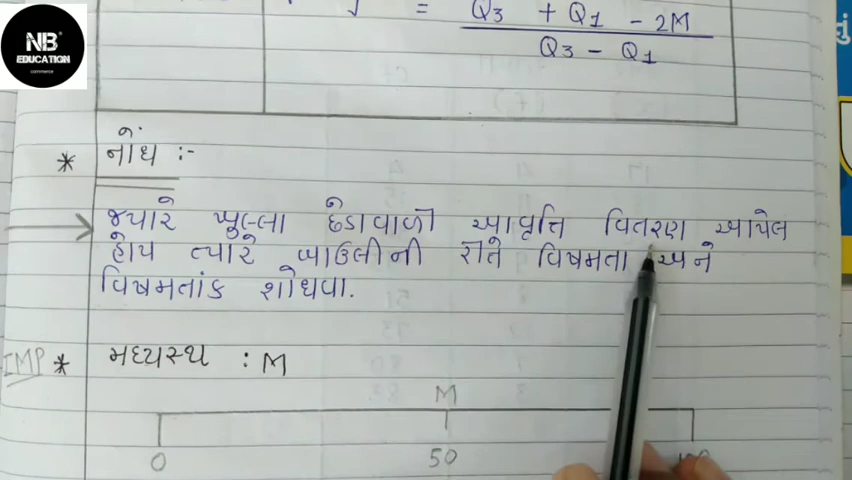 NB
EDUCATION
commerce
= Q3 + Q1 - 2M
Q3 - Q1
* નોંધ :-
જ્યારે ખુલ્લા છેડાવાળી આવૃત્તિ વિતરણ આપેલ
હોય ત્યારે બાઉલીની રીતે વિષમતા અને
વિષમતાંક શોધવા.
IMP * મધ્યસ્થ : M
M
0 50